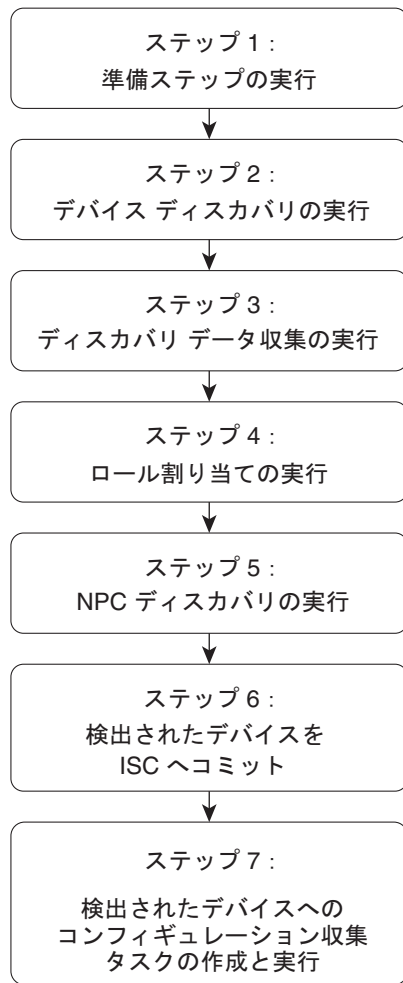 ステップ 1 :
準備ステップの実行
ステップ 2 :
デバイス ディスカバリの実行
ステップ 3 :
ディスカバリ データ収集の実行
ステップ 4 :
ロール割り当ての実行
ステップ 5 :
NPC ディスカバリの実行
ステップ 6 :
検出されたデバイスを
ISC へコミット
ステップ 7 :
検出されたデバイスへの
コンフィギュレーション収集
タスクの作成と実行